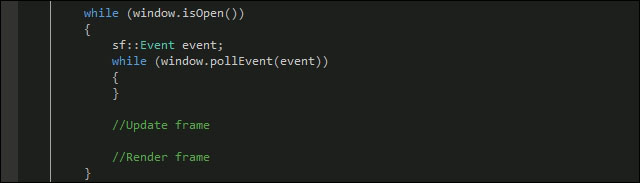 while (window.isOpen())
{
sf::Event event;
while (window.pollEvent(event))
{
}
//Update frame
//Render frame
}